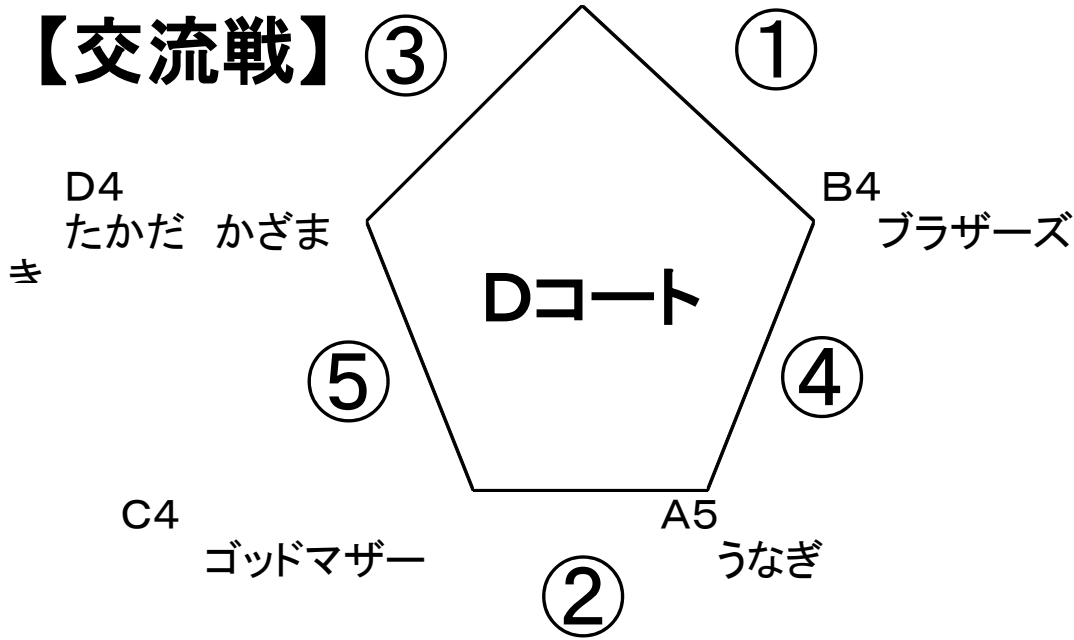 【交流戦】
③
①
D4
たかだ　かざま
き
B4
ブラザーズ
Dコート
⑤
④
C4
ゴッドマザー
A5
うなぎ
②